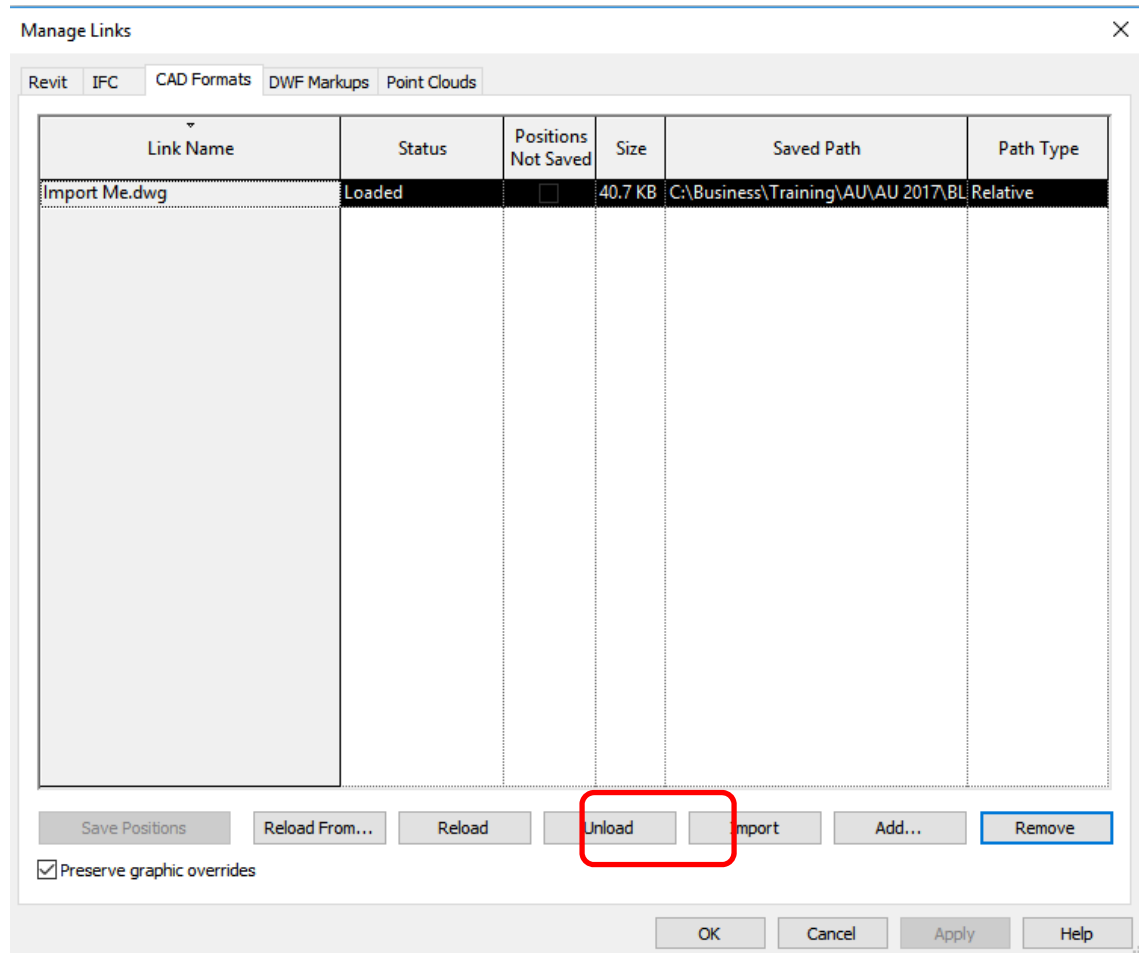 Manage Links
Revit IFC CAD Formats DWF Markups Point Clouds
Link Name Status Positions Not Saved Size Saved Path Path Type
Import Me.dwg Loaded 40.7 KB C:\Business\Training\AU\AU 2017\BL Relative
Save Positions Reload From... Reload Unload Import Add... Remove
Preserve graphic overrides
OK Cancel Apply Help